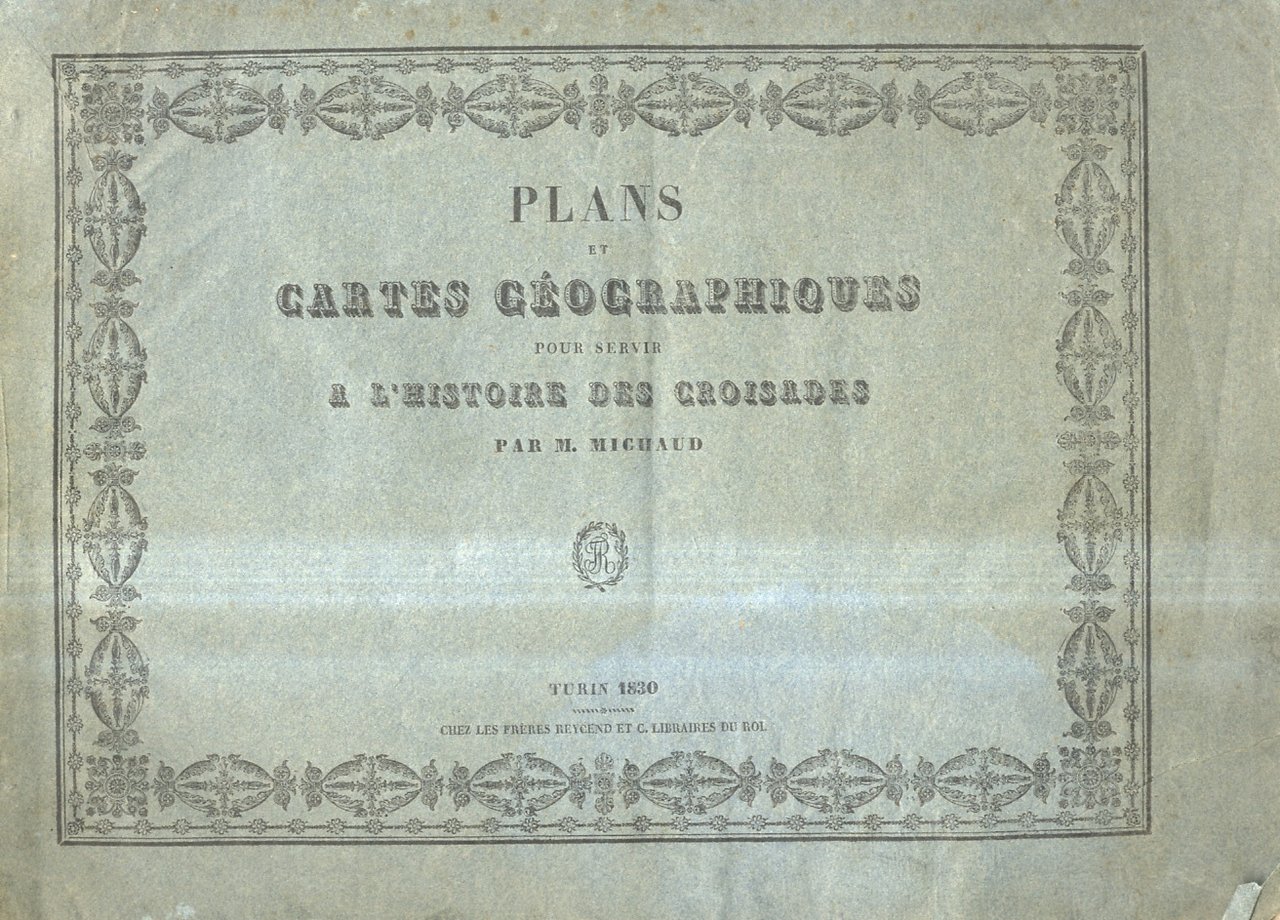 PLANS
ET
CARTES GÉOGRAPHIQUES
POUR SERVIR
A L'HISTOIRE DES CROISADES
PAR M. MICHAUD
TURIN 1830
CHEZ LES FRÈRES REYCEND ET C. LIBRAIRES DU ROI.